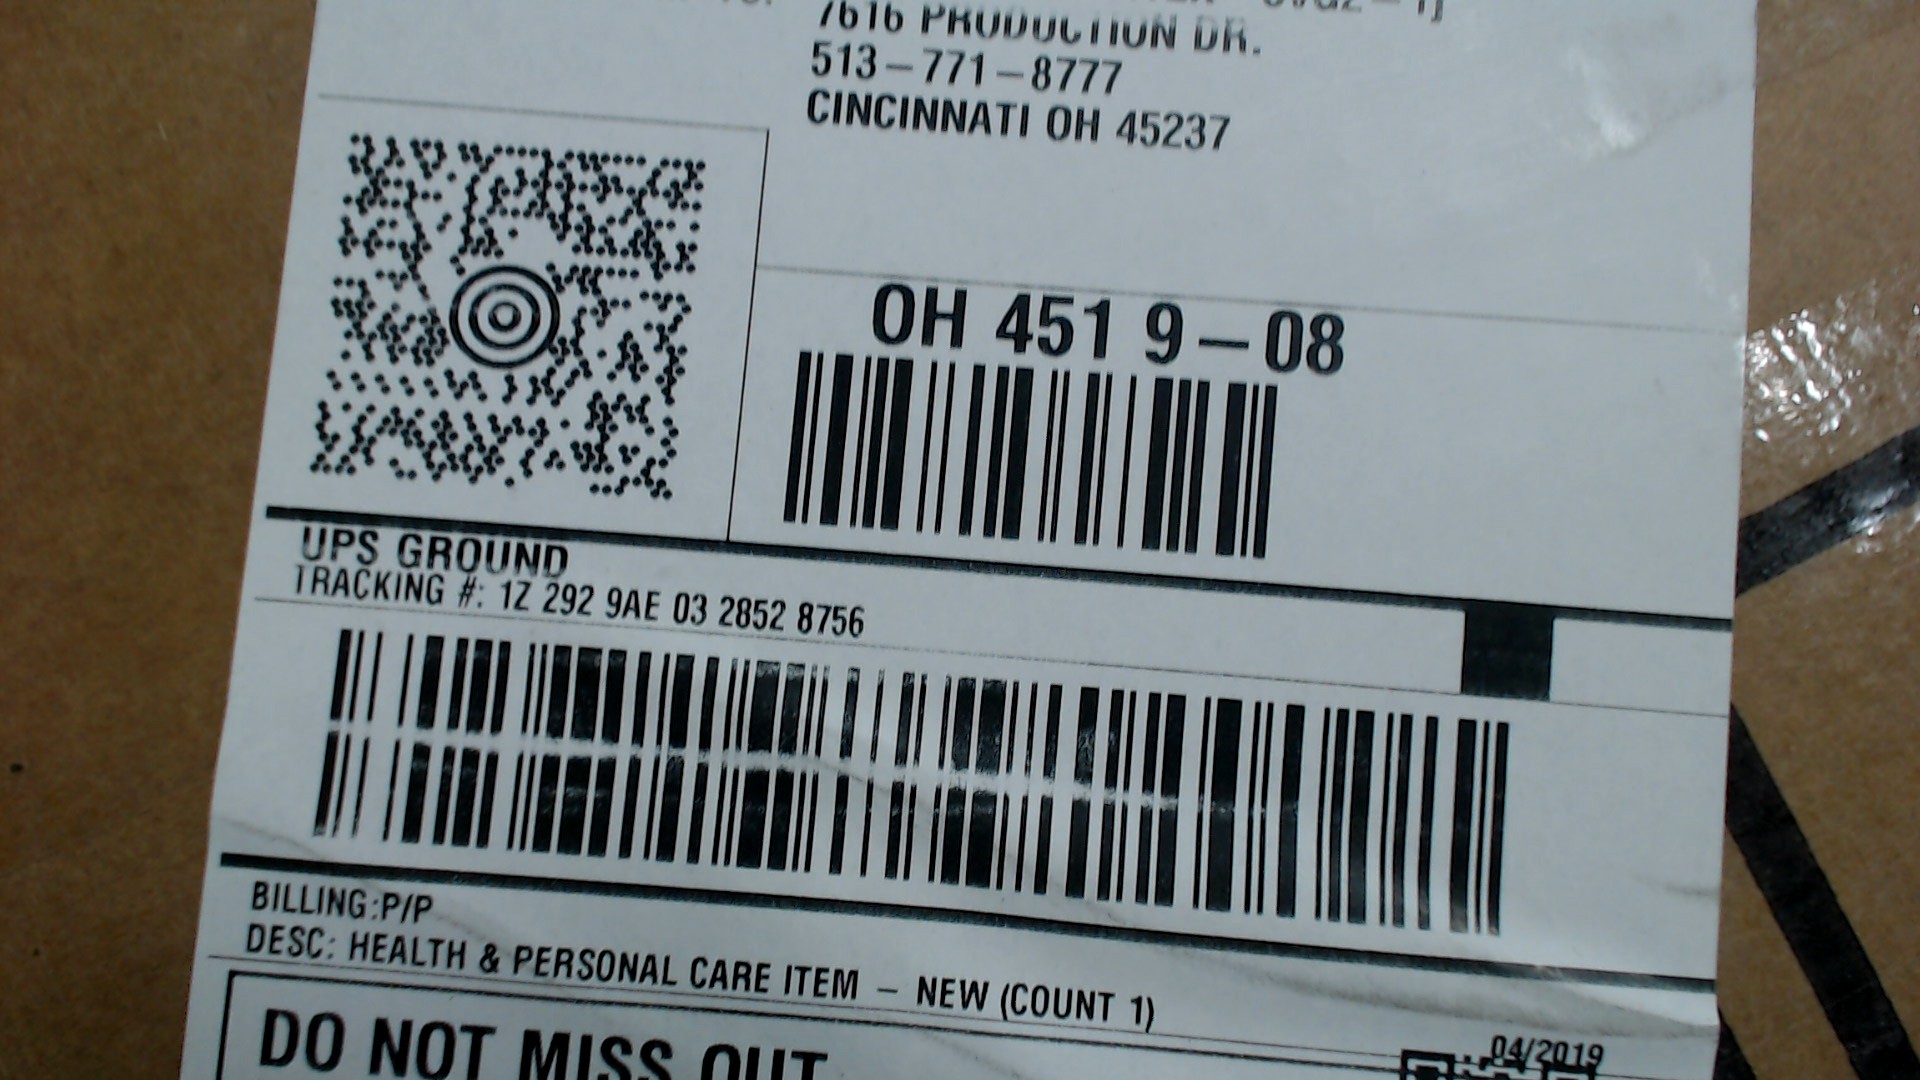 7616 PRODUCTION DR.
513-771-8777
CINCINNATI OH 45237
OH 451 9-08
UPS GROUND
TRACKING #: 1Z 292 9AE 03 2852 8756
BILLING:P/P
DESC: HEALTH & PERSONAL CARE ITEM - NEW (COUNT 1)
DO NOT MISS OUT
04/2019